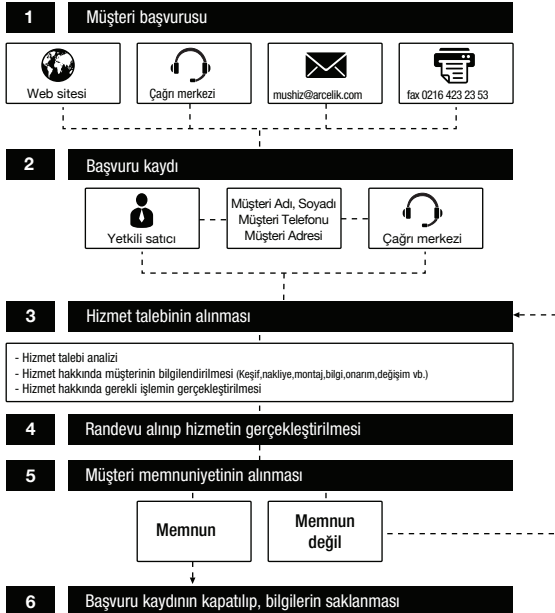 1 Müşteri başvurusu
Web sitesi
Çağrı merkezi
mushiz@arcelik.com
fax 0216 423 23 53
2 Başvuru kaydı
Yetkili satıcı
Müşteri Adı, Soyadı
Müşteri Telefonu
Müşteri Adresi
Çağrı merkezi
3 Hizmet talebinin alınması
- Hizmet talebi analizi
- Hizmet hakkında müşterinin bilgilendirilmesi (Keşif,nakliye,montaj,bilgi,onarım,değişim vb.)
- Hizmet hakkında gerekli işlemin gerçekleştirilmesi
4 Randevu alınıp hizmetin gerçekleştirilmesi
5 Müşteri memnuniyetinin alınması
Memnun
Memnun
değil
6 Başvuru kaydının kapatılıp, bilgilerin saklanması